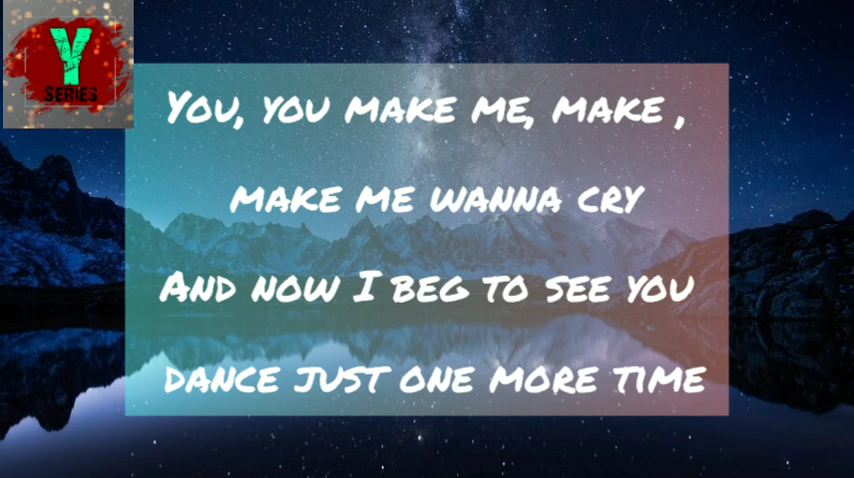 Y
SERIES
YOU, YOU MAKE ME, MAKE ,
MAKE ME WANNA CRY
AND NOW I BEG TO SEE YOU
DANCE JUST ONE MORE TIME